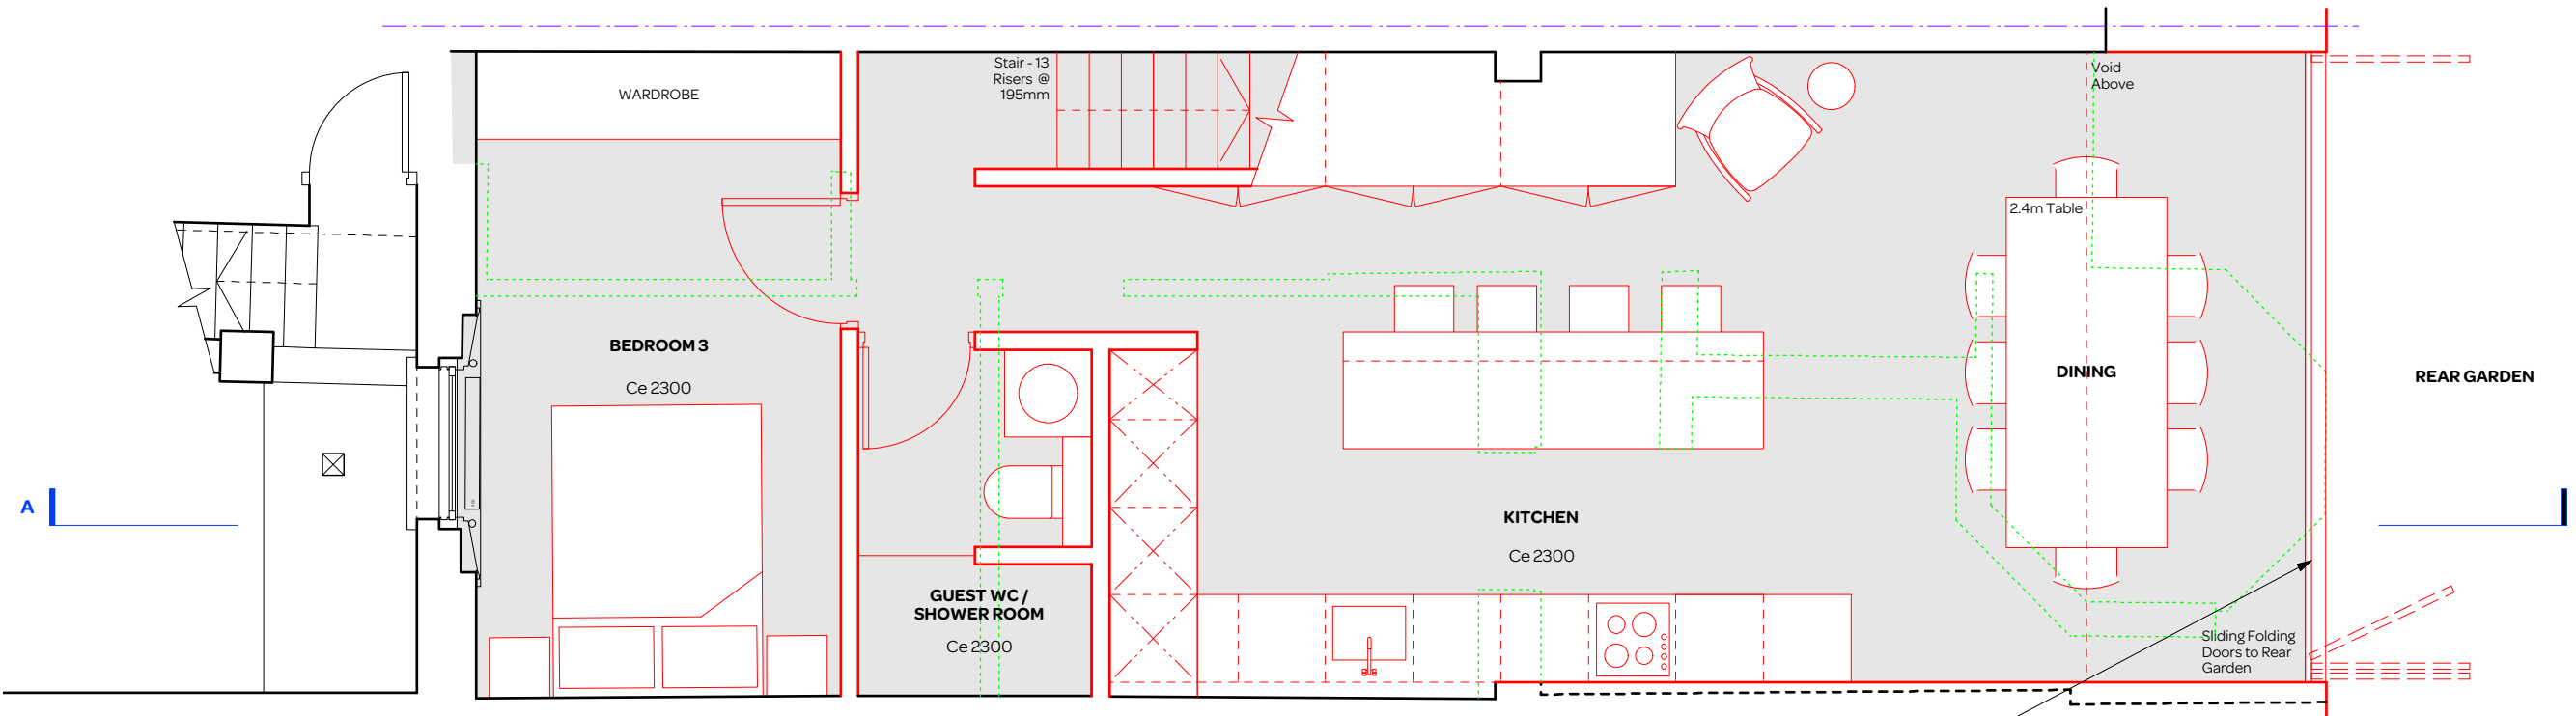 Stair - 13
Risers @
195mm
WARDROBE
Void
Above
2.4m Table
BEDROOM 3
Ce 2300
DINING
REAR GARDEN
A
KITCHEN
Ce 2300
GUEST WC /
SHOWER ROOM
Ce 2300
Sliding Folding
Doors to Rear
Garden